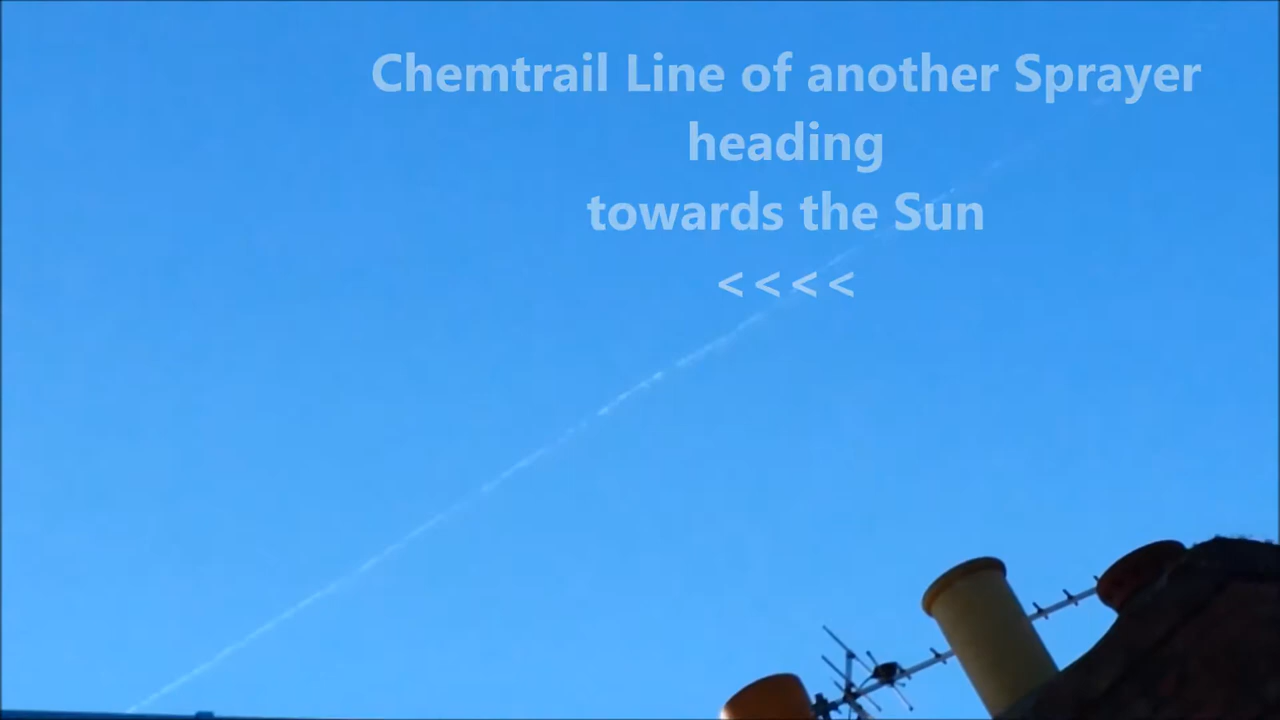 Chemtrail Line of another Sprayer
heading
towards the Sun
<<<<